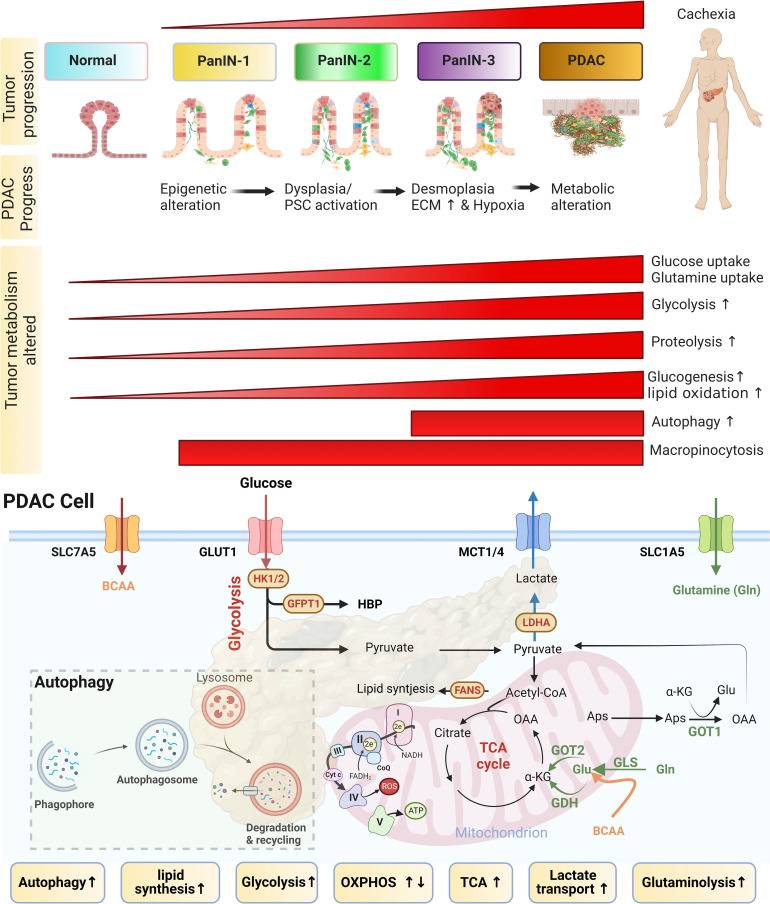 Cachexia
Tumor
progression
Normal
PanIN-1
PanIN-2
PanIN-3
PDAC
PDAC
Progress
Epigenetic
alteration
Dysplasia/
PSC activation
Desmoplasia
ECM ↑ & Hypoxia
Metabolic
alteration
Tumor metabolism
altered
Glucose uptake
Glutamine uptake
Glycolysis ↑
Proteolysis ↑
Glucogenesis↑
lipid oxidation ↑
Autophagy ↑
Macropinocytosis
PDAC Cell
Glucose
SLC7A5
GLUT1
MCT1/4
SLC1A5
BCAA
Glycolysis
HK1/2
GFPT1
HBP
Lactate
LDHA
Glutamine (Gln)
Pyruvate
Pyruvate
Autophagy
Lysosome
Phagophore
Autophagosome
Degradation
& recycling
Lipid syntjesis
FANS
Acetyl-CoA
Citrate
OAA
TCA
cycle
α-KG
I
2e
NADH
II
2e
III
CoQ
FADH₂
Cyt c
IV
ROS
V
ATP
Mitochondrion
Aps
Aps
α-KG
Glu
GOT1
OAA
GOT2
GLS
Glu
Gln
GDH
BCAA
Autophagy↑
lipid
synthesis↑
Glycolysis↑
OXPHOS ↑↓
TCA ↑
Lactate
transport ↑
Glutaminolysis↑